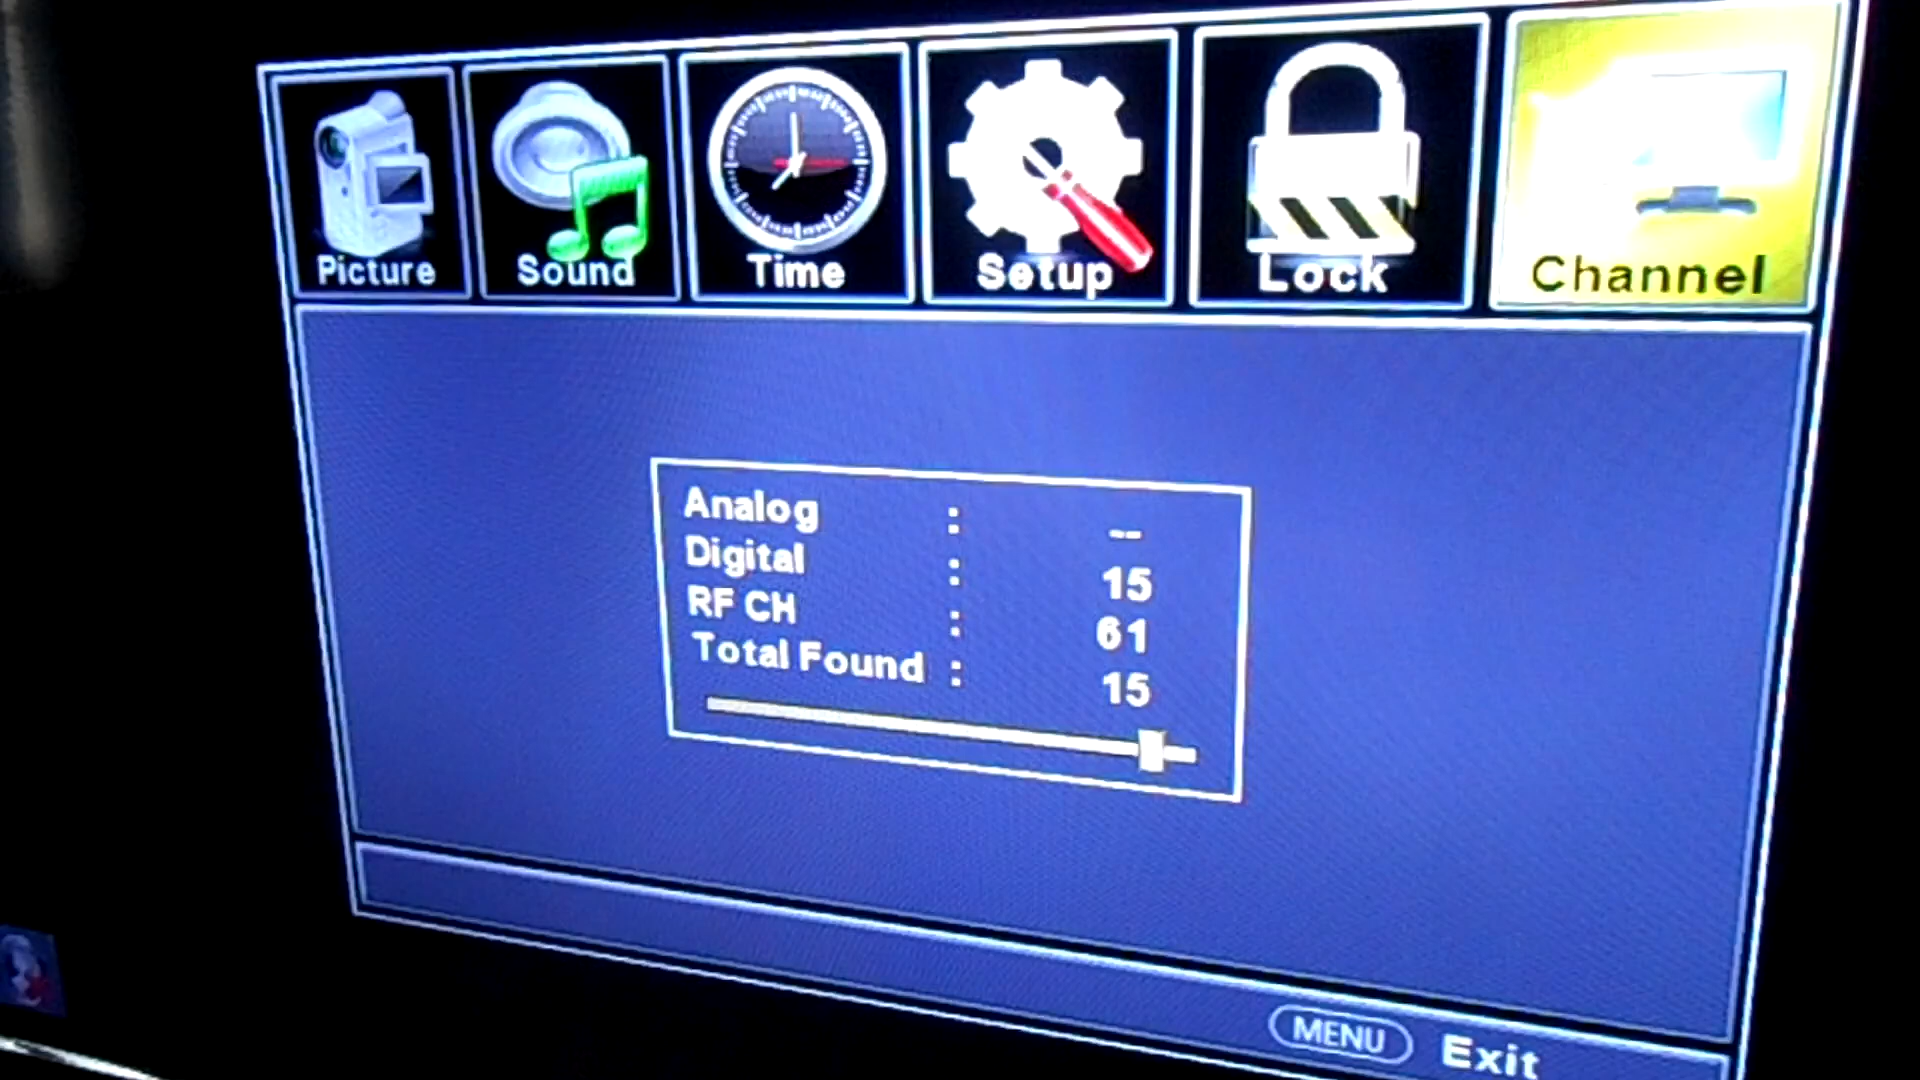 Picture Sound Time Setup Lock Channel
Analog : --
Digital : 15
RF CH : 61
Total Found : 15
MENU Exit